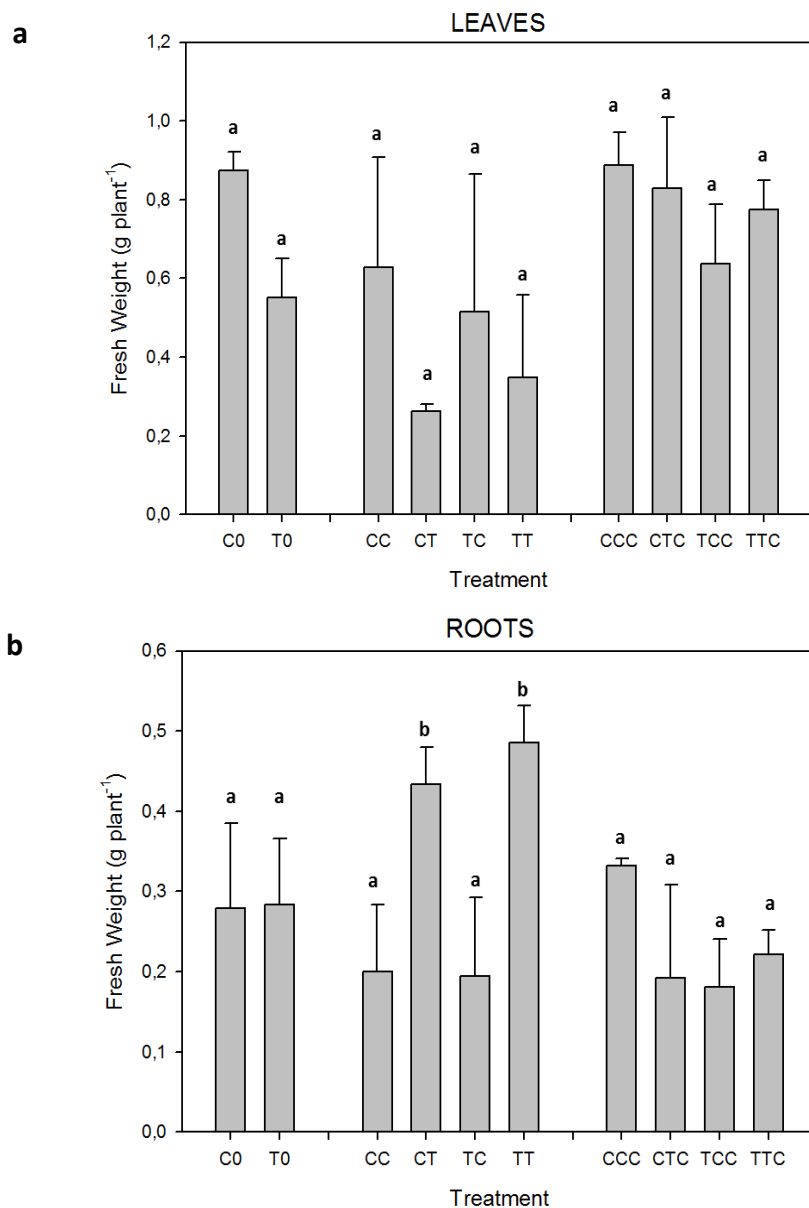 a
LEAVES
Fresh Weight (g plant⁻¹)
1,2
1,0
0,8
0,6
0,4
0,2
0,0
a
a
a
a
a
a
a
a
a
a
C0 T0 CC CT TC TT CCC CTC TCC TTC
Treatment
b
ROOTS
Fresh Weight (g plant⁻¹)
0,6
0,5
0,4
0,3
0,2
0,1
0,0
a
a
a
b
a
b
a
a
a
a
C0 T0 CC CT TC TT CCC CTC TCC TTC
Treatment